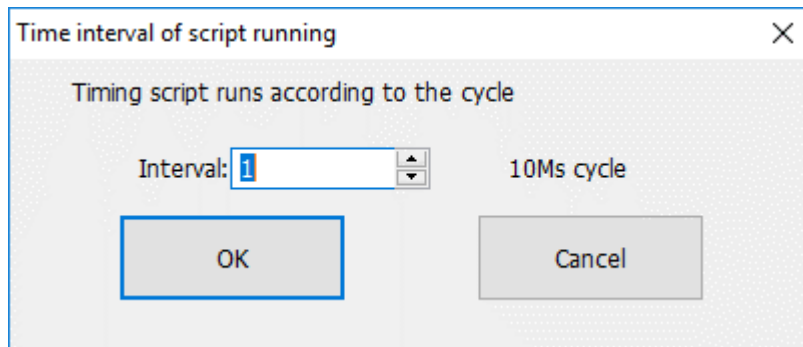 Time interval of script running
Timing script runs according to the cycle
Interval: 1 10Ms cycle
OK Cancel